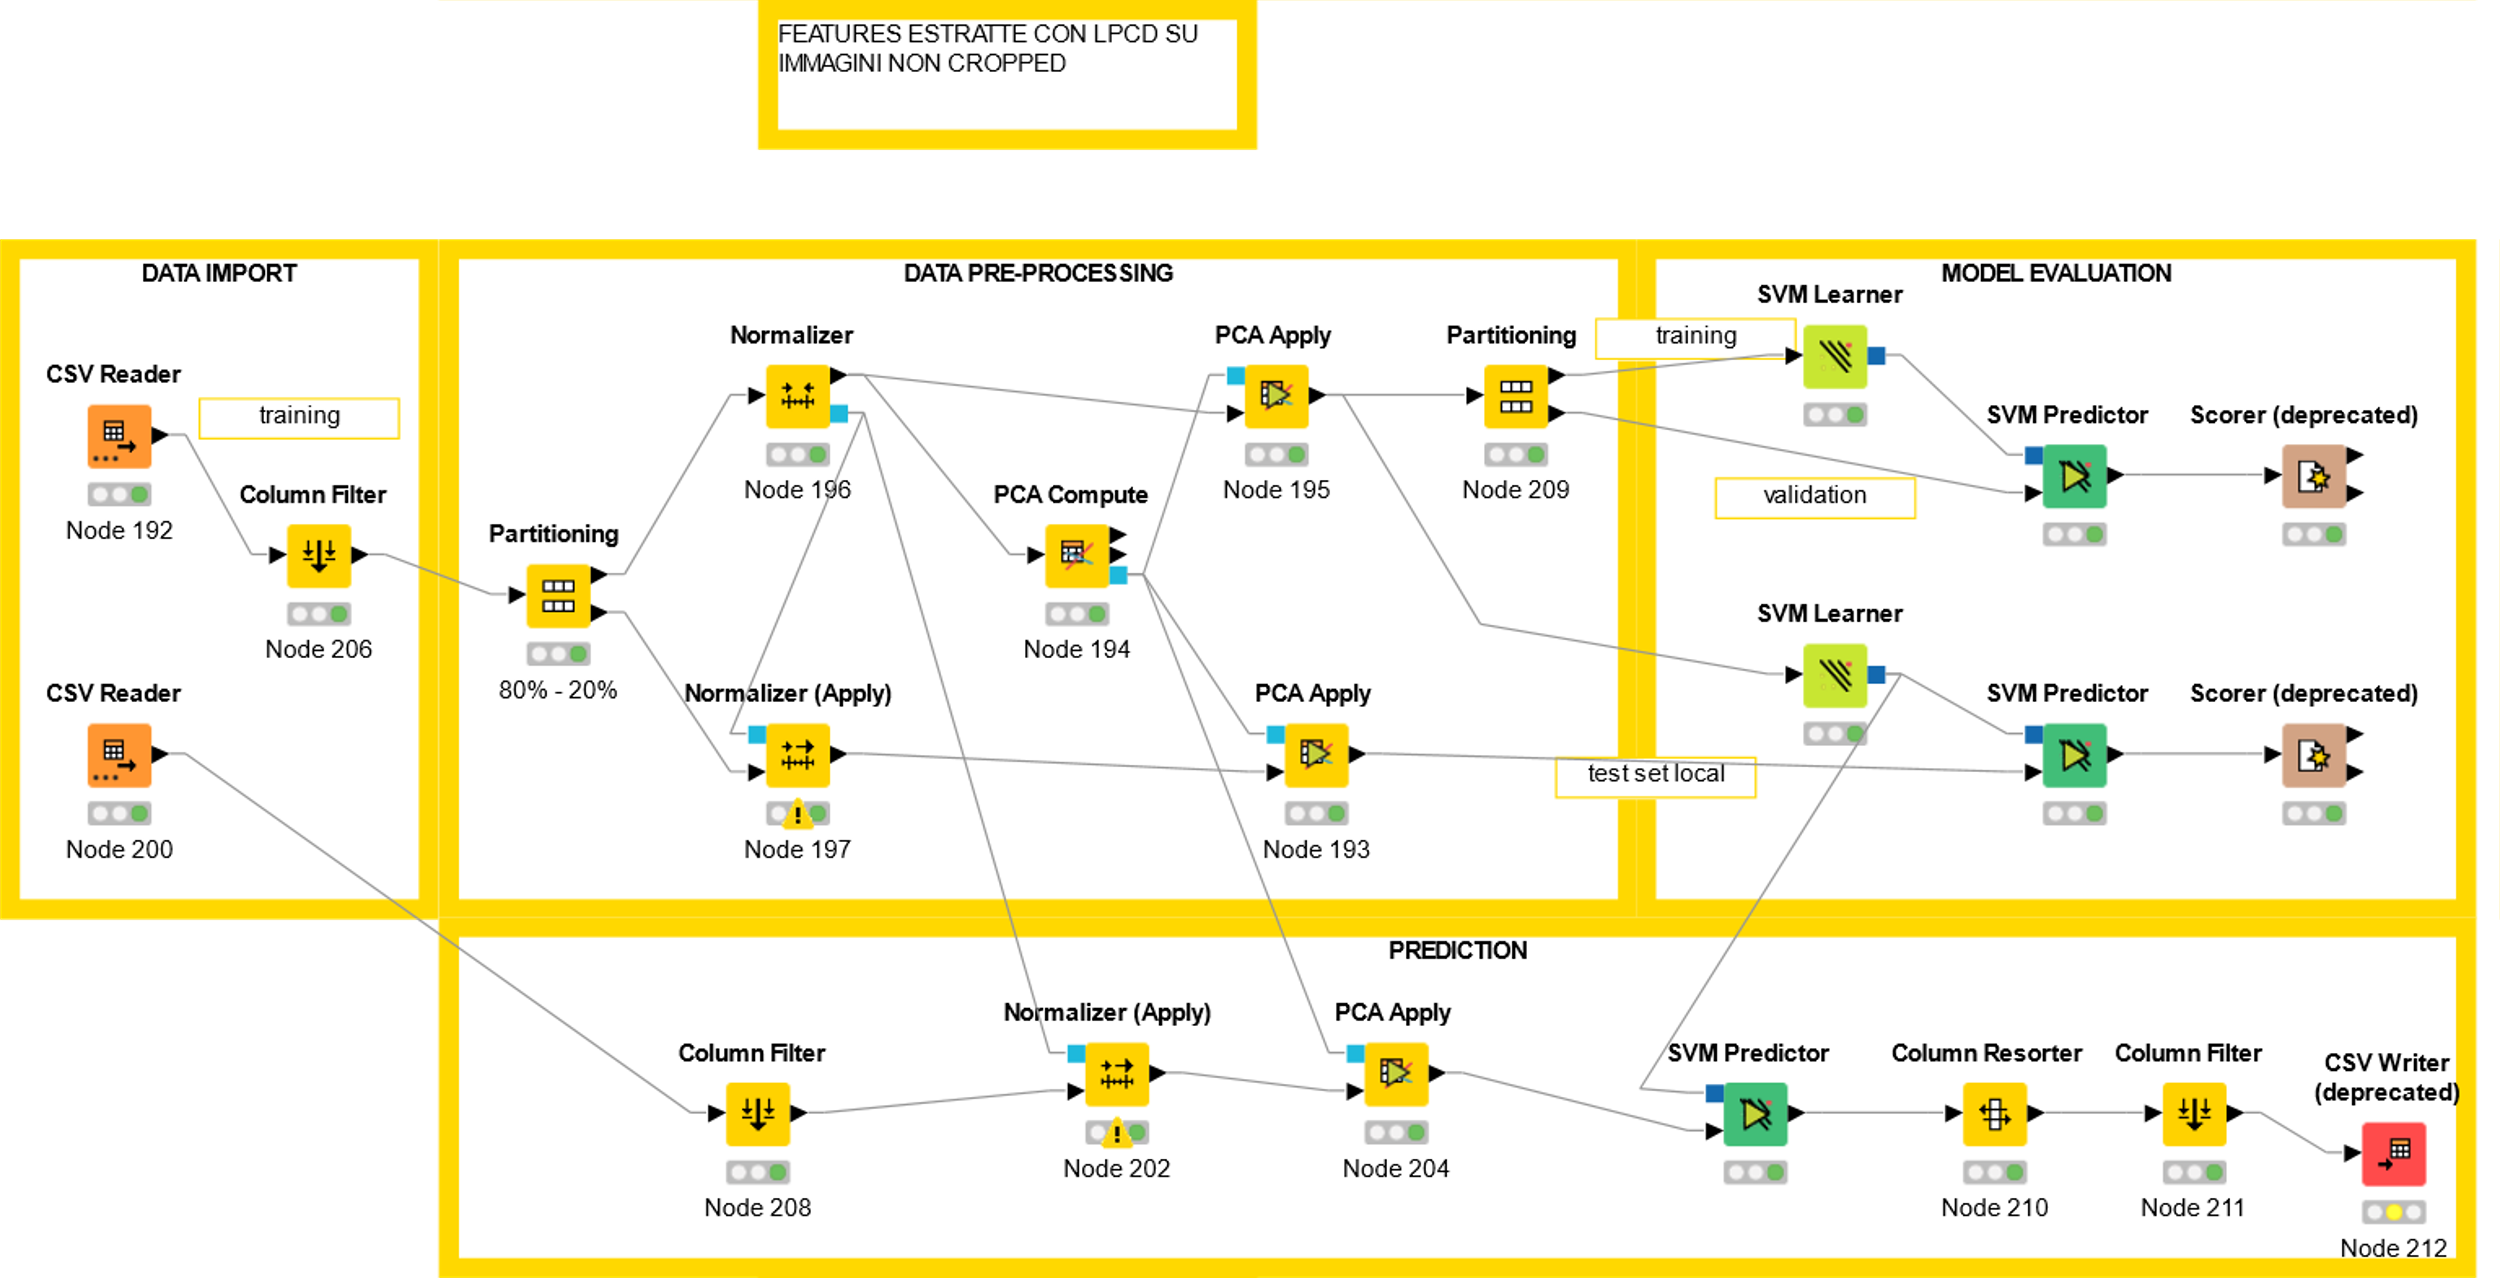 FEATURES ESTRATTE CON LPCD SU
IMMAGINI NON CROPPED
DATA IMPORT
CSV Reader
training
Node 192
Column Filter
Node 206
CSV Reader
Node 200
DATA PRE-PROCESSING
Partitioning
80% - 20%
Normalizer
Node 196
Normalizer (Apply)
Node 197
PCA Compute
Node 194
PCA Apply
Node 195
PCA Apply
Node 193
Partitioning
Node 209
MODEL EVALUATION
training
SVM Learner
validation
SVM Predictor
Scorer (deprecated)
SVM Learner
test set local
SVM Predictor
Scorer (deprecated)
PREDICTION
Column Filter
Node 208
Normalizer (Apply)
Node 202
PCA Apply
Node 204
SVM Predictor
Column Resorter
Node 210
Column Filter
Node 211
CSV Writer
(deprecated)
Node 212